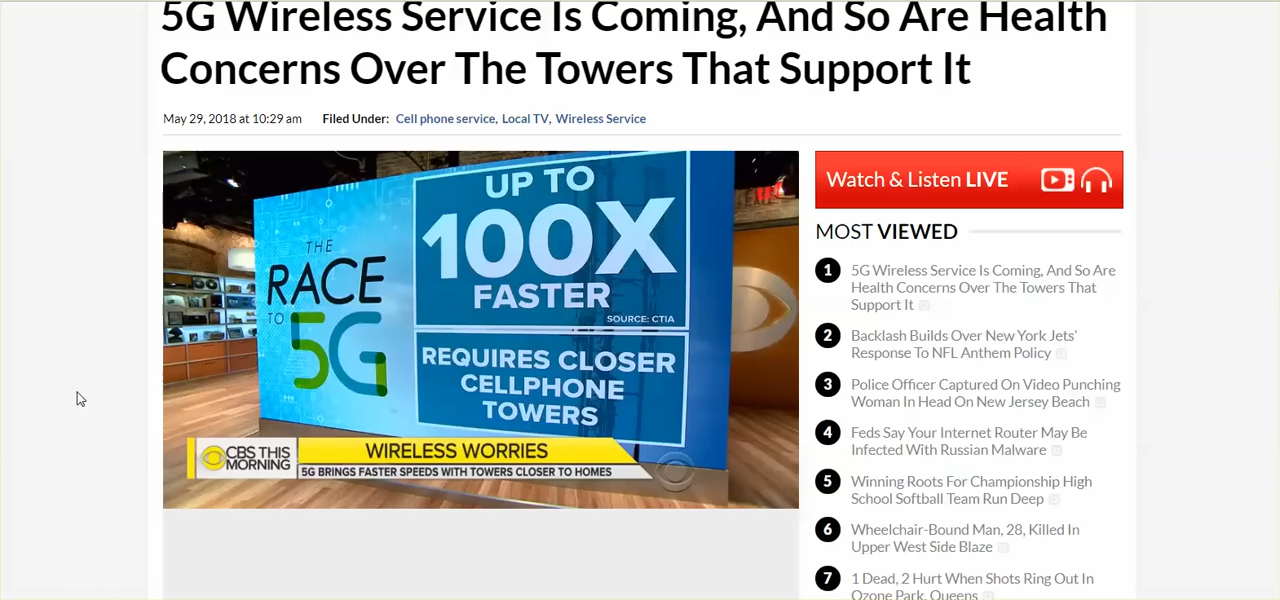 5G Wireless Service Is Coming, And So Are Health
Concerns Over The Towers That Support It
May 29, 2018 at 10:29 am Filed Under: Cell phone service, Local TV, Wireless Service
THE
RACE
TO
5G
UP TO
100X
FASTER
SOURCE: CTIA
REQUIRES CLOSER
CELLPHONE
TOWERS
CBS THIS
MORNING
WIRELESS WORRIES
5G BRINGS FASTER SPEEDS WITH TOWERS CLOSER TO HOMES
Watch & Listen LIVE
MOST VIEWED
1 5G Wireless Service Is Coming, And So Are
Health Concerns Over The Towers That
Support It
2 Backlash Builds Over New York Jets'
Response To NFL Anthem Policy
3 Police Officer Captured On Video Punching
Woman In Head On New Jersey Beach
4 Feds Say Your Internet Router May Be
Infected With Russian Malware
5 Winning Roots For Championship High
School Softball Team Run Deep
6 Wheelchair-Bound Man, 28, Killed In
Upper West Side Blaze
7 1 Dead, 2 Hurt When Shots Ring Out In
Ozone Park, Queens